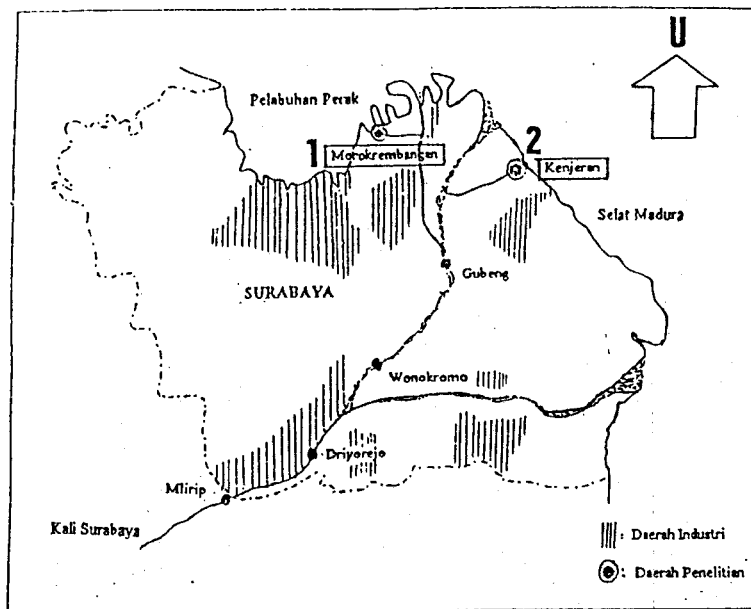 U
Pelabuhan Perak
1
Morokrembangan
2
Kenjeran
Selat Madura
Gubeng
SURABAYA
Wonokromo
Driyorejo
Mlirip
Kali Surabaya
: Daerah Industri
: Daerah Penelitian